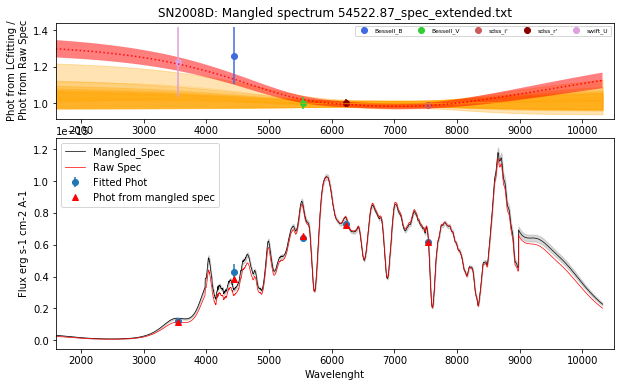 SN2008D: Mangled spectrum 54522.87_spec_extended.txt
Phot from LCfitting /
Phot from Raw Spec
1.4
1.2
1.0
Bessell_B
Bessell_V
sdss_i'
sdss_r'
swift_U
2000 3000 4000 5000 6000 7000 8000 9000 10000
1e−15
Flux erg s-1 cm-2 A-1
1.2
1.0
0.8
0.6
0.4
0.2
0.0
Mangled_Spec
Raw Spec
Fitted Phot
Phot from mangled spec
2000 3000 4000 5000 6000 7000 8000 9000 10000
Wavelenght